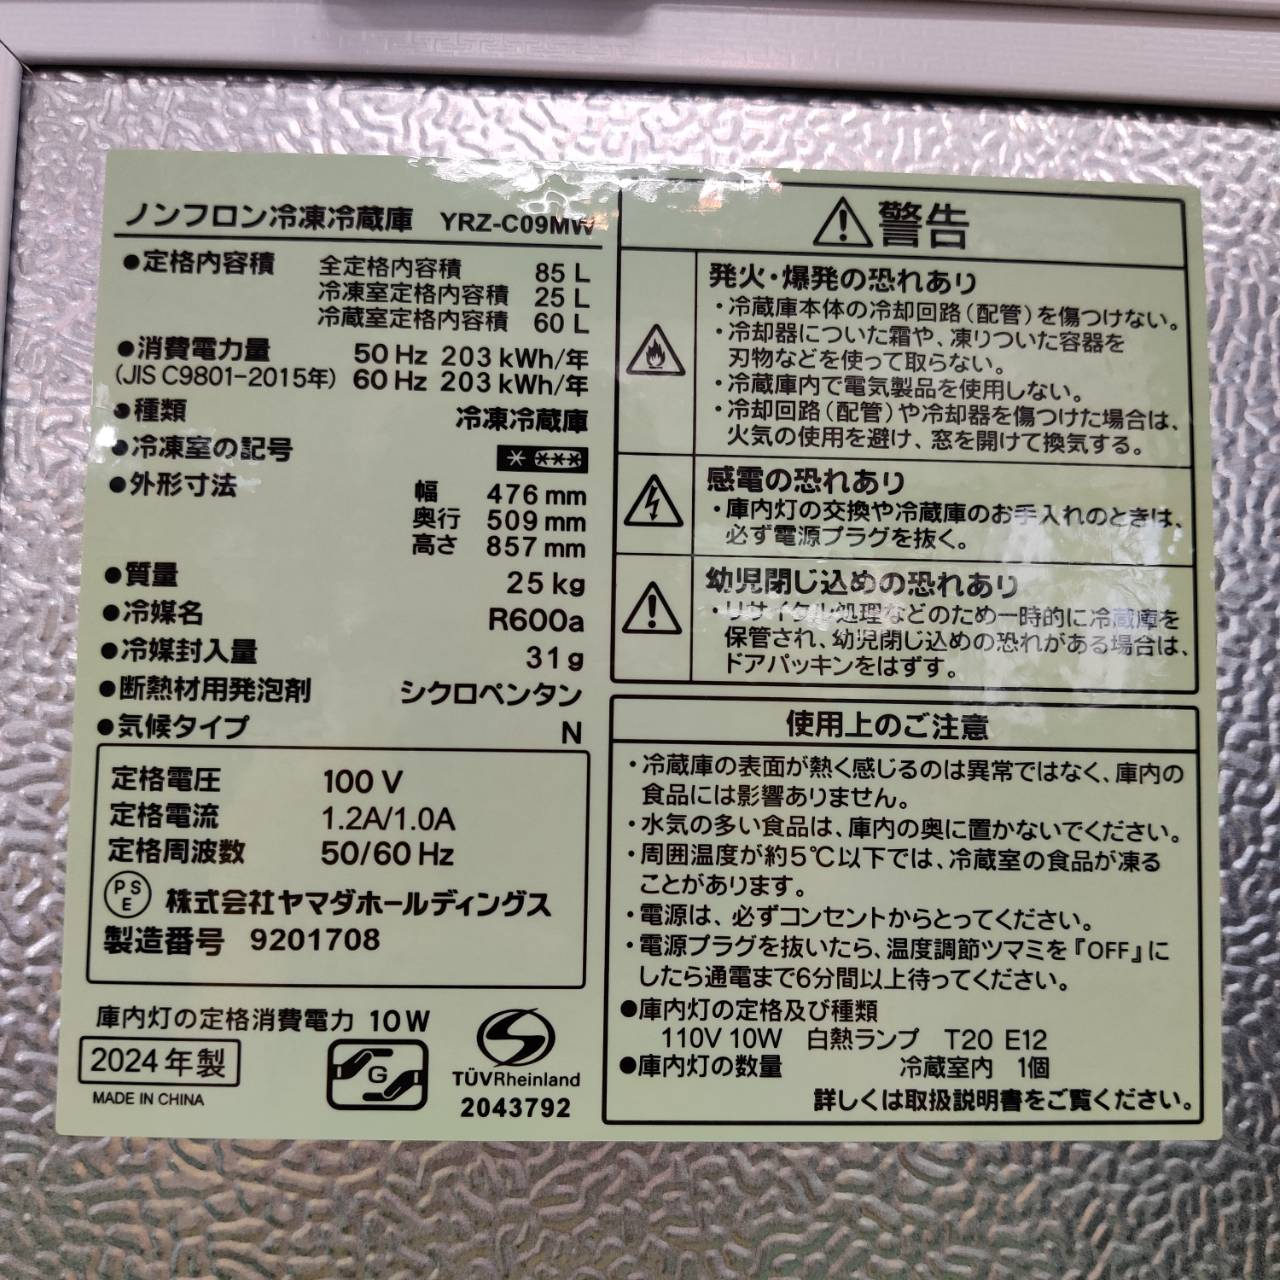 ノンフロン冷凍冷蔵庫 YRZ-C09MW
●定格内容積 全定格内容積 85 L
冷凍室定格内容積 25 L
冷蔵室定格内容積 60 L
●消費電力量 50 Hz 203 kWh/年
(JIS C9801-2015年) 60 Hz 203 kWh/年
●種類 冷凍冷蔵庫
●冷凍室の記号 * ***
●外形寸法 幅 476 mm
奥行 509 mm
高さ 857 mm
●質量 25 kg
●冷媒名 R600a
●冷媒封入量 31 g
●断熱材用発泡剤 シクロペンタン
●気候タイプ N
定格電圧 100 V
定格電流 1.2A/1.0A
定格周波数 50/60 Hz
PSE 株式会社ヤマダホールディングス
製造番号 9201708
庫内灯の定格消費電力 10W
2024年製
MADE IN CHINA
G
TÜVRheinland
2043792
警告
発火・爆発の恐れあり
・冷蔵庫本体の冷却回路(配管)を傷つけない。
・冷却器についた霜や、凍りついた容器を
刃物などを使って取らない。
・冷蔵庫内で電気製品を使用しない。
・冷却回路(配管)や冷却器を傷つけた場合は、
火気の使用を避け、窓を開けて換気する。
感電の恐れあり
・庫内灯の交換や冷蔵庫のお手入れのときは、
必ず電源プラグを抜く。
幼児閉じ込めの恐れあり
・リサイクル処理などのため一時的に冷蔵庫を
保管され、幼児閉じ込めの恐れがある場合は、
ドアパッキンをはずす。
使用上のご注意
・冷蔵庫の表面が熱く感じるのは異常ではなく、庫内の
食品には影響ありません。
・水気の多い食品は、庫内の奥に置かないでください。
・周囲温度が約5℃以下では、冷蔵室の食品が凍る
ことがあります。
・電源は、必ずコンセントからとってください。
・電源プラグを抜いたら、温度調節ツマミを『OFF』に
したら通電まで6分間以上待ってください。
●庫内灯の定格及び種類
110V 10W 白熱ランプ T20 E12
●庫内灯の数量 冷蔵室内 1個
詳しくは取扱説明書をご覧ください。